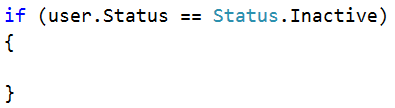 if (user.Status == Status.Inactive)
{
}